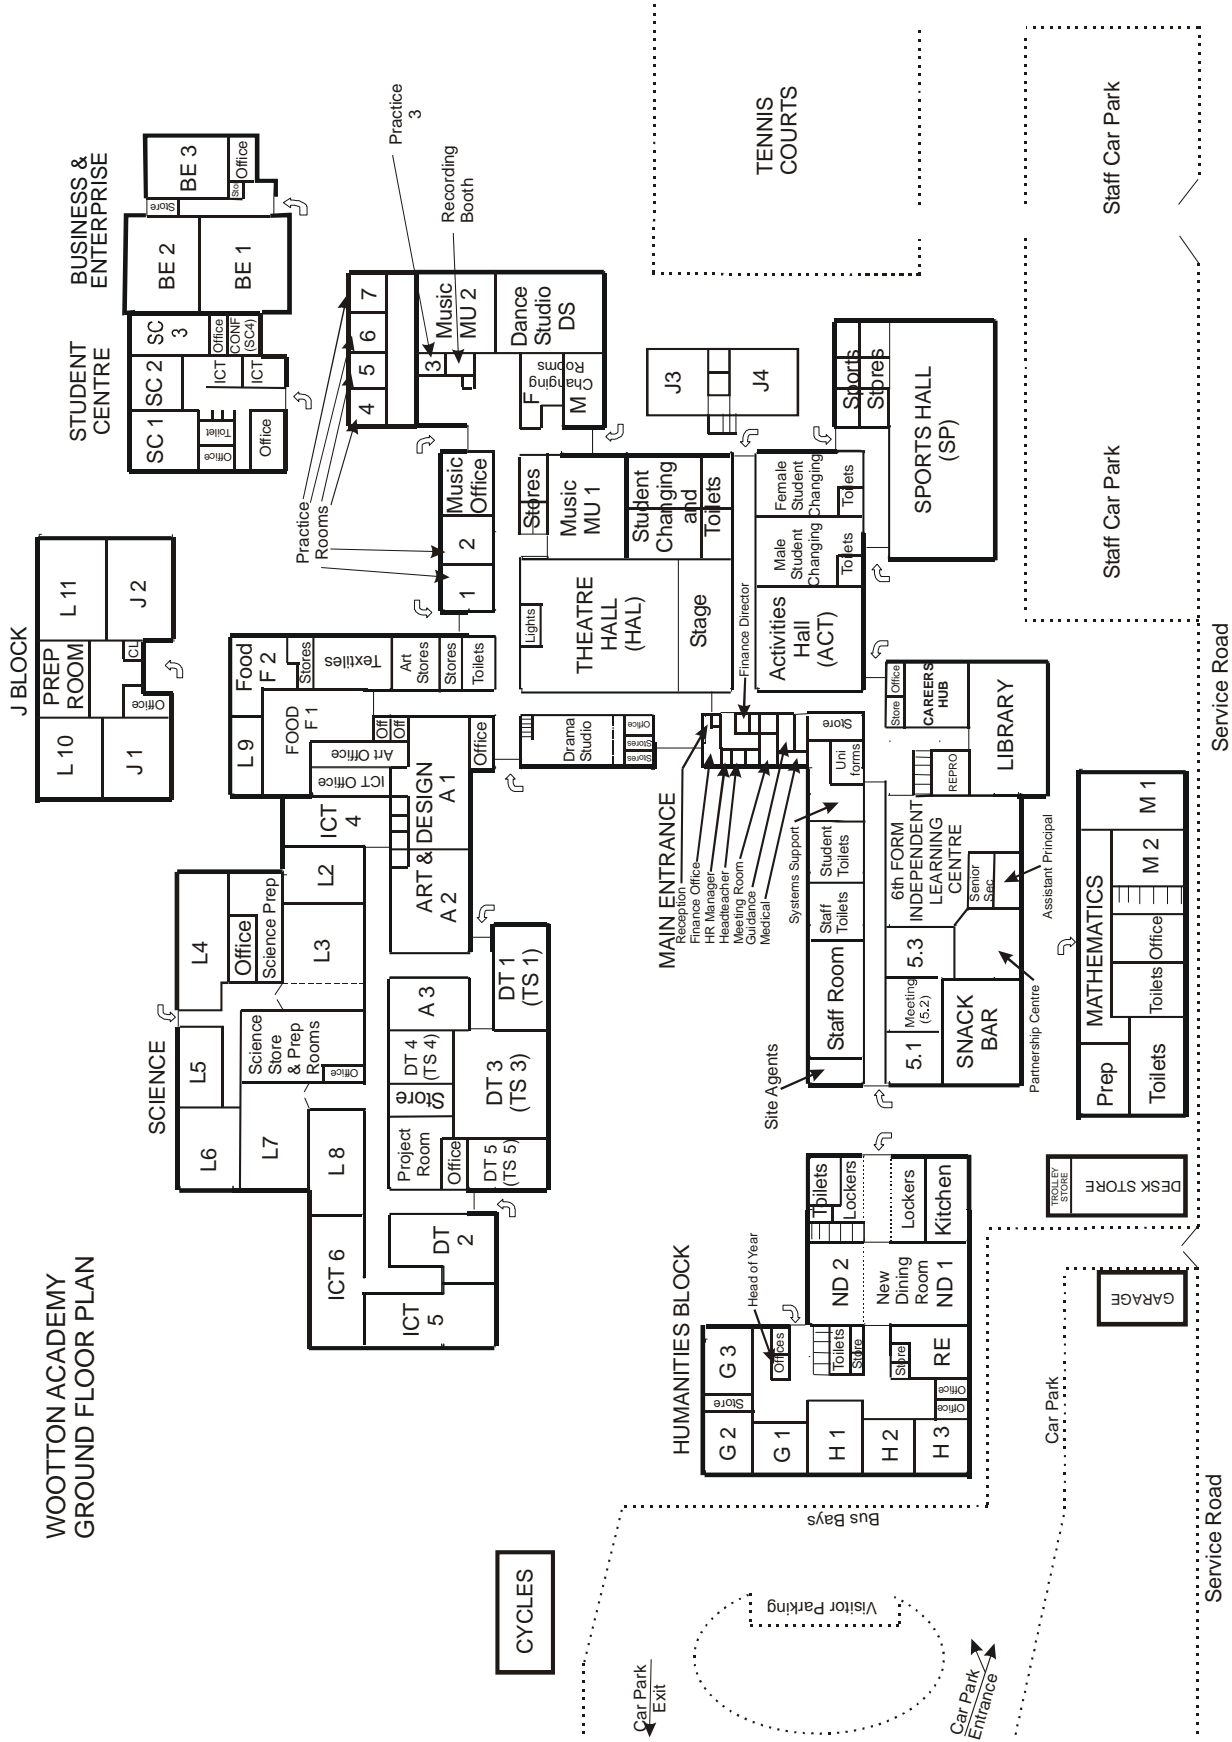 WOOTTON ACADEMY
GROUND FLOOR PLAN
J BLOCK
L 10
PREP
ROOM
L 11
J 1
Office
CL
J 2
STUDENT
CENTRE
SC 1
SC 2
SC
3
Office
Toilet
Office
ICT
ICT
Office
CONF
(SC4)
BUSINESS &
ENTERPRISE
BE 2
BE 1
BE 3
Store
Sto
Office
SCIENCE
L6
L5
L4
Office
Science Prep
L7
Science
Store
& Prep
Rooms
Office
L3
L2
L 8
ICT 6
ICT
5
DT
2
ICT
4
L 9
FOOD
F 1
Food
F 2
Stores
Textiles
Art
Stores
Stores
Toilets
ICT Office
Art Office
Off
Off
ART & DESIGN
A 2
A 1
Office
A 3
Project
Room
Store
DT 4
(TS 4)
Office
DT 5
(TS 5)
DT 3
(TS 3)
DT 1
(TS 1)
Practice
Rooms
1
2
Music
Office
4
5
6
7
3
Music
MU 2
Practice
3
Recording
Booth
Dance
Studio
DS
F
M
Changing
Rooms
Drama
Studio
Stores
Stores
Office
Lights
THEATRE
HALL
(HAL)
Stage
Stores
Music
MU 1
Student
Changing
and
Toilets
MAIN ENTRANCE
Reception
Finance Office
HR Manager
Headteacher
Meeting Room
Guidance
Medical
Systems Support
Finance Director
Activities
Hall
(ACT)
Male
Student
Changing
Toilets
Female
Student
Changing
Toilets
J3
J4
Sports
Stores
SPORTS HALL
(SP)
TENNIS
COURTS
Site Agents
Staff Room
Staff
Toilets
Student
Toilets
Uni
forms
Store
5.1
Meeting
(5.2)
5.3
SNACK
BAR
6th FORM
INDEPENDENT
LEARNING
CENTRE
Senior
Sec
REPRO
Store
Office
CAREERS
HUB
LIBRARY
Partnership Centre
Assistant Principal
HUMANITIES BLOCK
G 2
Store
G 3
Head of Year
Offices
G 1
H 1
H 2
H 3
Toilets
Store
Store
RE
Office
Office
ND 2
New
Dining
Room
ND 1
Toilets
Lockers
Lockers
Kitchen
MATHEMATICS
Prep
Toilets
Toilets
Office
M 2
M 1
TROLLEY
STORE
DESK STORE
GARAGE
CYCLES
Bus Bays
Visitor Parking
Car Park
Exit
Car Park
Entrance
Car Park
Staff Car Park
Staff Car Park
Service Road
Service Road